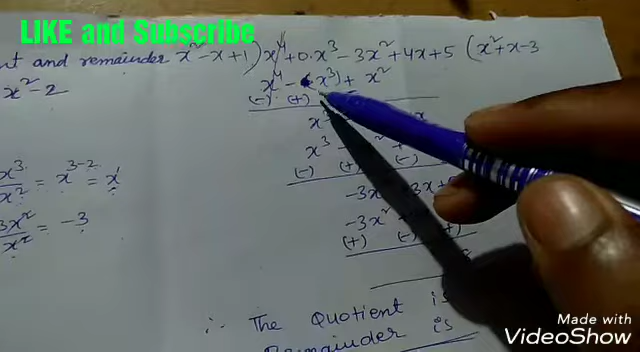 LIKE and Subscribe
nt and remainder x²-x+1) x⁴+0.x³-3x²+4x+5 (x²+x-3
x²-2
x⁴ - x³) + x²
(-) (+)
x³
(-) (+) (-)
x³/x² = x³⁻² = x¹
-3x² 3x+
3x²/x² = -3
-3x²
(+) (-) (+)
∴ The Quotient is
Remainder is
Made with
VideoShow